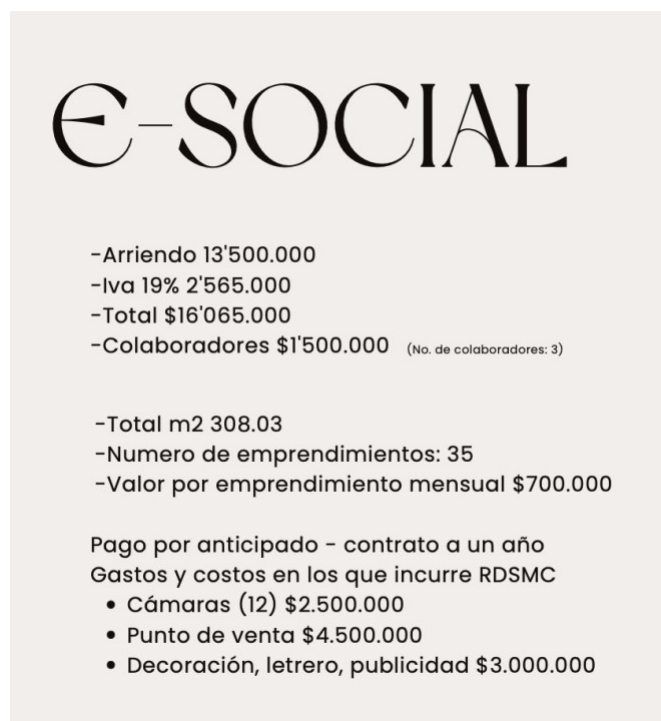 E-SOCIAL
-Arriendo 13'500.000
-Iva 19% 2'565.000
-Total $16'065.000
-Colaboradores $1'500.000 (No. de colaboradores: 3)
-Total m2 308.03
-Numero de emprendimientos: 35
-Valor por emprendimiento mensual $700.000
Pago por anticipado - contrato a un año
Gastos y costos en los que incurre RDSMC
• Cámaras (12) $2.500.000
• Punto de venta $4.500.000
• Decoración, letrero, publicidad $3.000.000